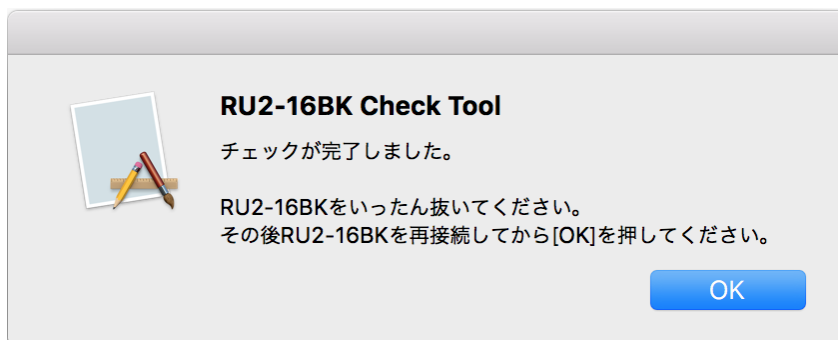 RU2-16BK Check Tool
チェックが完了しました。
RU2-16BKをいったん抜いてください。
その後RU2-16BKを再接続してから[OK]を押してください。
OK